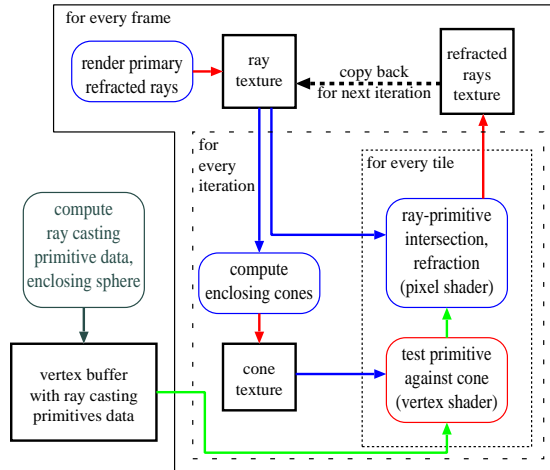 for every frame
render primary
refracted rays
ray
texture
copy back
for next iteration
refracted
rays
texture
for
every
iteration
for every tile
compute
ray casting
primitive data,
enclosing sphere
compute
enclosing cones
ray-primitive
intersection,
refraction
(pixel shader)
vertex buffer
with ray casting
primitives data
cone
texture
test primitive
against cone
(vertex shader)